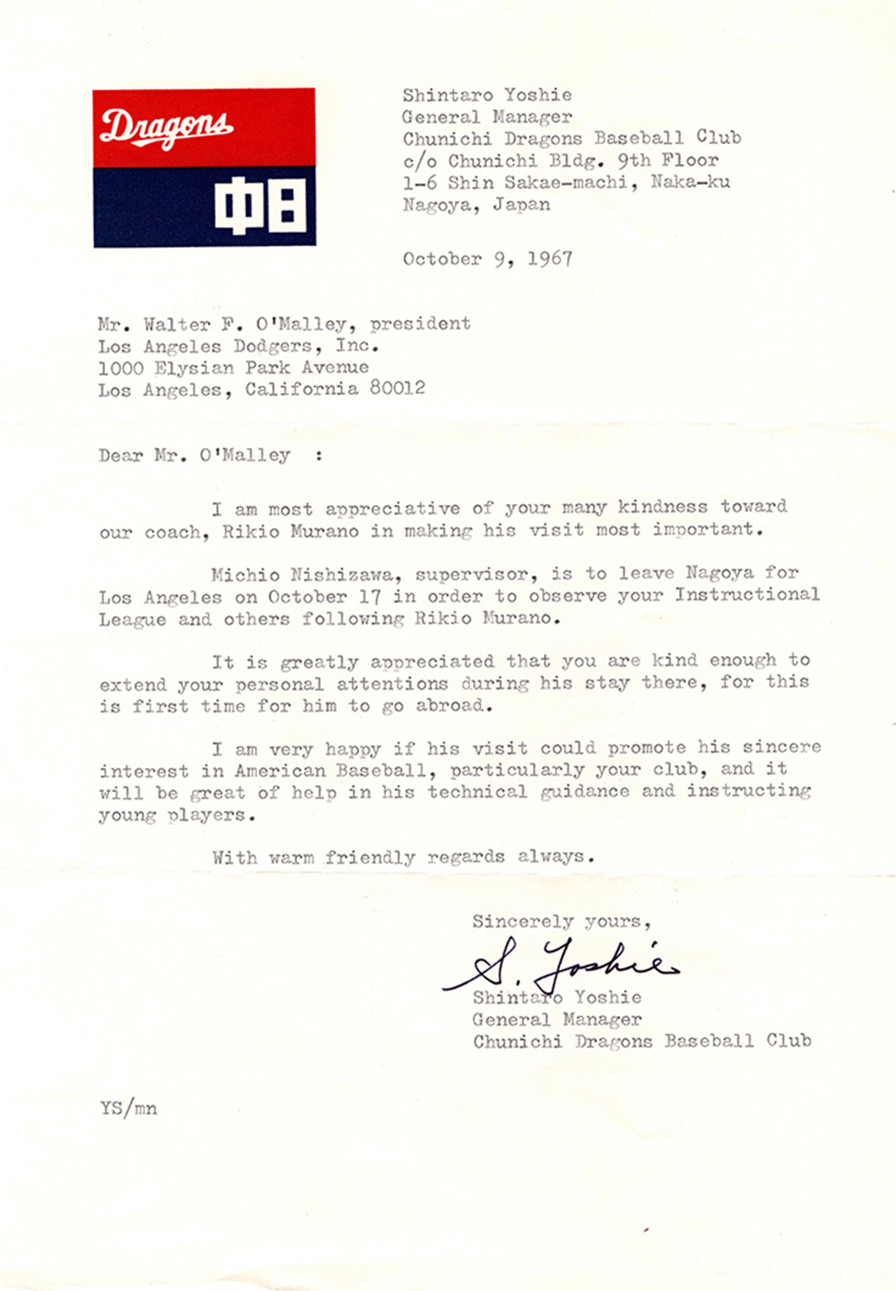 Dragons
中日
Shintaro Yoshie
General Manager
Chunichi Dragons Baseball Club
c/o Chunichi Bldg. 9th Floor
1-6 Shin Sakae-machi, Naka-ku
Nagoya, Japan
October 9, 1967
Mr. Walter F. O'Malley, president
Los Angeles Dodgers, Inc.
1000 Elysian Park Avenue
Los Angeles, California 80012
Dear Mr. O'Malley :
I am most appreciative of your many kindness toward
our coach, Rikio Murano in making his visit most important.
Michio Nishizawa, supervisor, is to leave Nagoya for
Los Angeles on October 17 in order to observe your Instructional
League and others following Rikio Murano.
It is greatly appreciated that you are kind enough to
extend your personal attentions during his stay there, for this
is first time for him to go abroad.
I am very happy if his visit could promote his sincere
interest in American Baseball, particularly your club, and it
will be great of help in his technical guidance and instructing
young players.
With warm friendly regards always.
Sincerely yours,
S. Yoshie
Shintaro Yoshie
General Manager
Chunichi Dragons Baseball Club
YS/mn